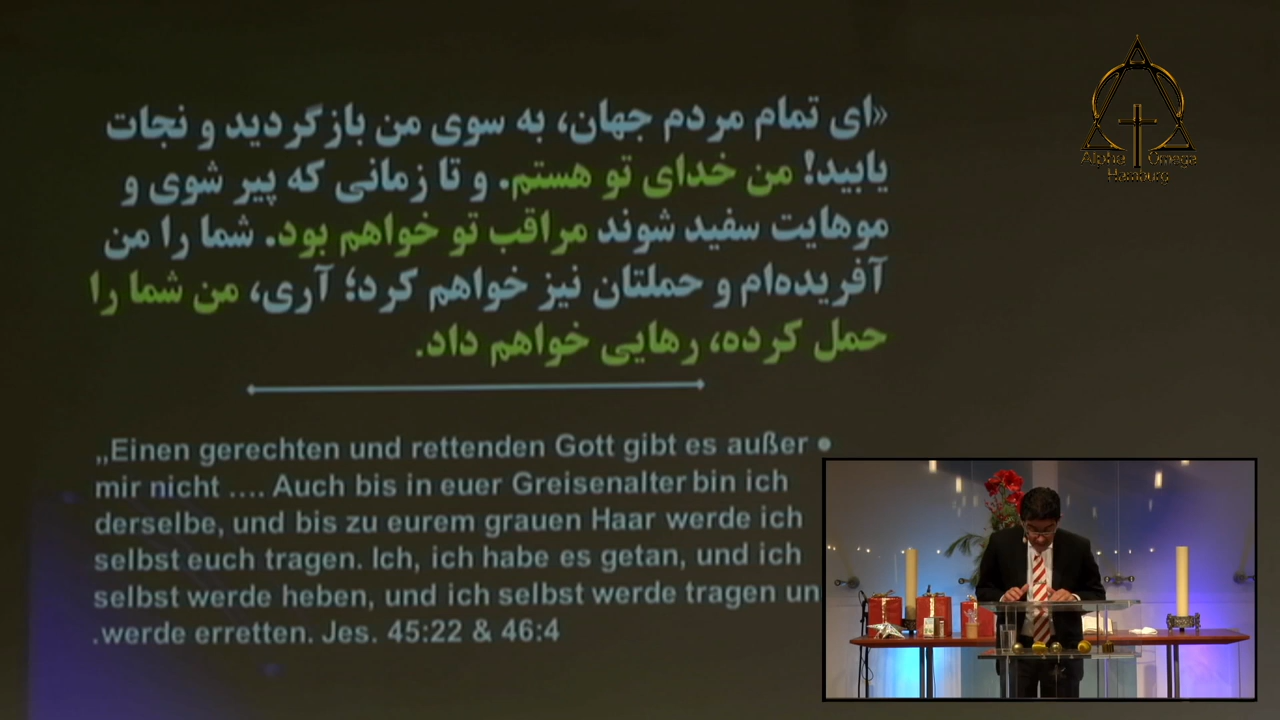 «ای تمام مردم جهان، به سوی من بازگردید و نجات
یابید! من خدای تو هستم. و تا زمانی که پیر شوی و
موهایت سفید شوند مراقب تو خواهم بود. شما را من
آفریده‌ام و حملتان نیز خواهم کرد؛ آری، من شما را
حمل کرده، رهایی خواهم داد.
„Einen gerechten und rettenden Gott gibt es außer ●
mir nicht .... Auch bis in euer Greisenalter bin ich
derselbe, und bis zu eurem grauen Haar werde ich
selbst euch tragen. Ich, ich habe es getan, und ich
selbst werde heben, und ich selbst werde tragen un
.werde erretten. Jes. 45:22 & 46:4
Alpha Omega
Hamburg